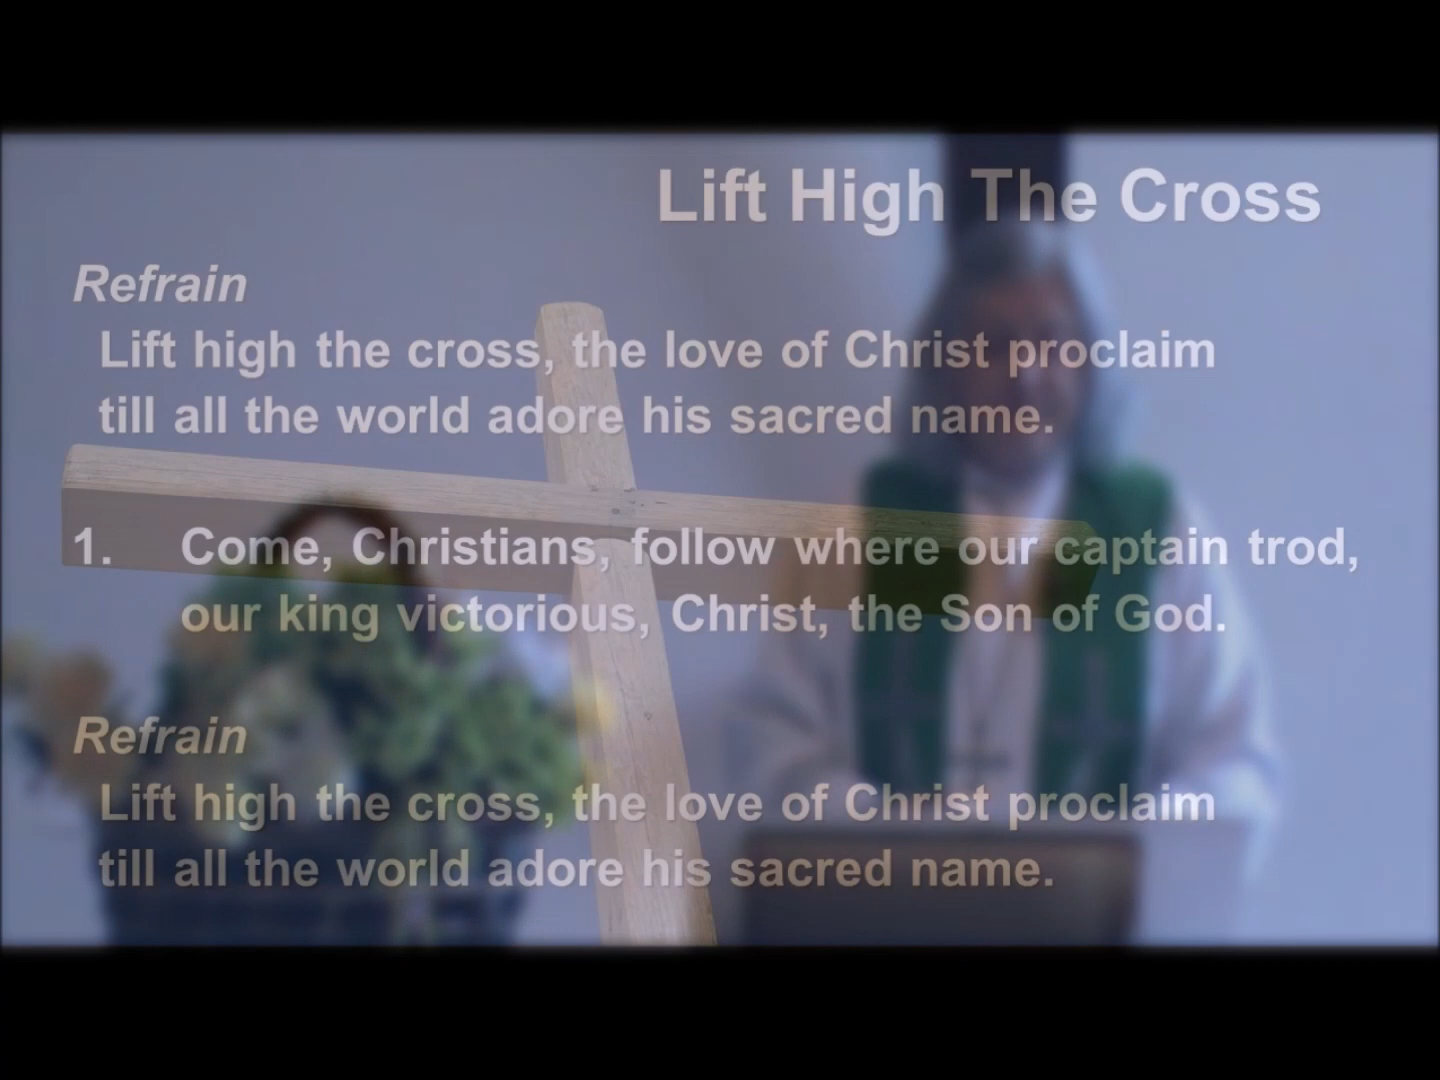 Lift High The Cross
Refrain
Lift high the cross, the love of Christ proclaim
till all the world adore his sacred name.
1. Come, Christians, follow where our captain trod,
our king victorious, Christ, the Son of God.
Refrain
Lift high the cross, the love of Christ proclaim
till all the world adore his sacred name.